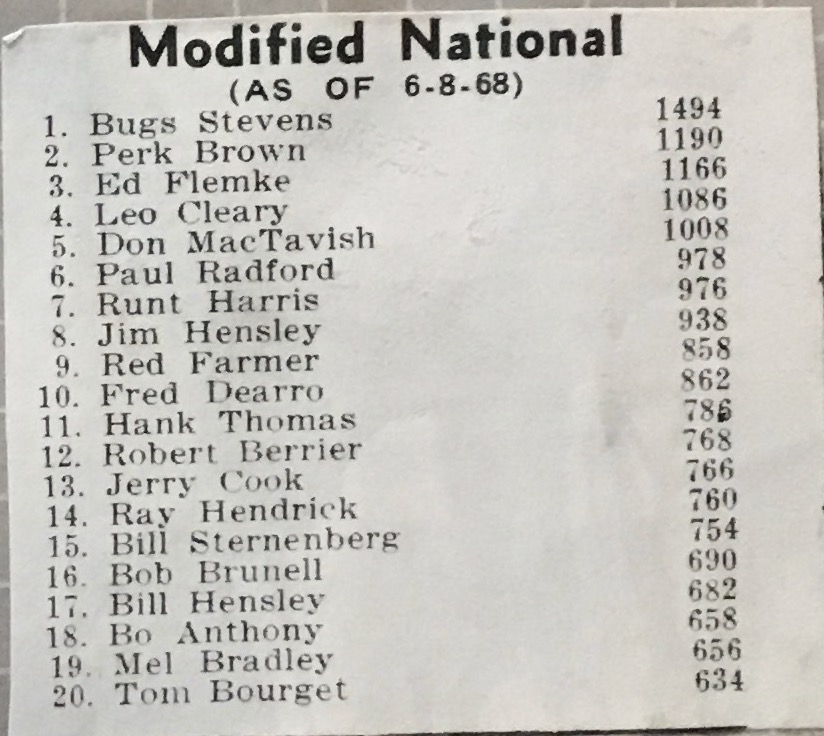 Modified National
(AS OF 6-8-68)
1. Bugs Stevens 1494
2. Perk Brown 1190
3. Ed Flemke 1166
4. Leo Cleary 1086
5. Don MacTavish 1008
6. Paul Radford 978
7. Runt Harris 976
8. Jim Hensley 938
9. Red Farmer 858
10. Fred Dearro 862
11. Hank Thomas 786
12. Robert Berrier 768
13. Jerry Cook 766
14. Ray Hendrick 760
15. Bill Sternenberg 754
16. Bob Brunell 690
17. Bill Hensley 682
18. Bo Anthony 658
19. Mel Bradley 656
20. Tom Bourget 634